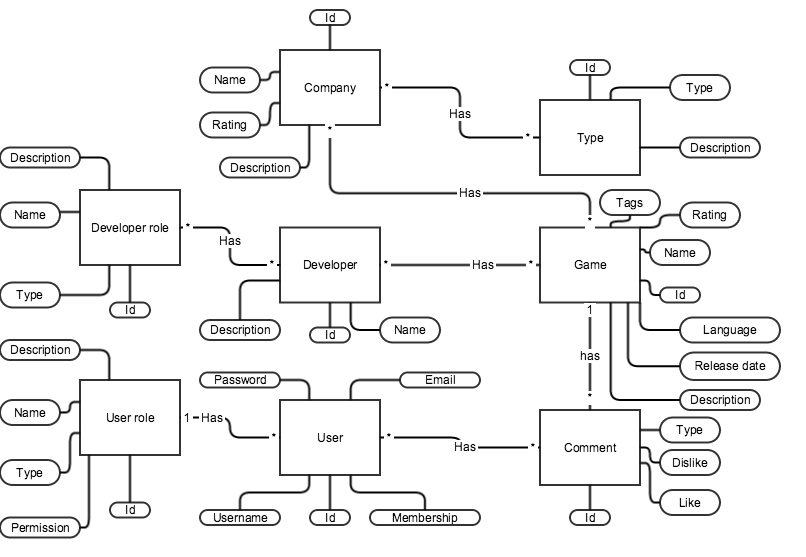 Id
Name
Company
*
Id
Type
Has
Rating
*
Type
*
Description
Description
Description
Has
Tags
Rating
Name
*
Developer role
*
Has
Name
*
Developer
*
Has
*
Game
Type
Id
Id
1
Description
Id
Name
Language
Description
has
Release date
Password
Email
*
Description
Name
User role
1
Has
*
User
*
Has
*
Comment
Type
Dislike
Type
Like
Id
Username
Id
Membership
Id
Permission